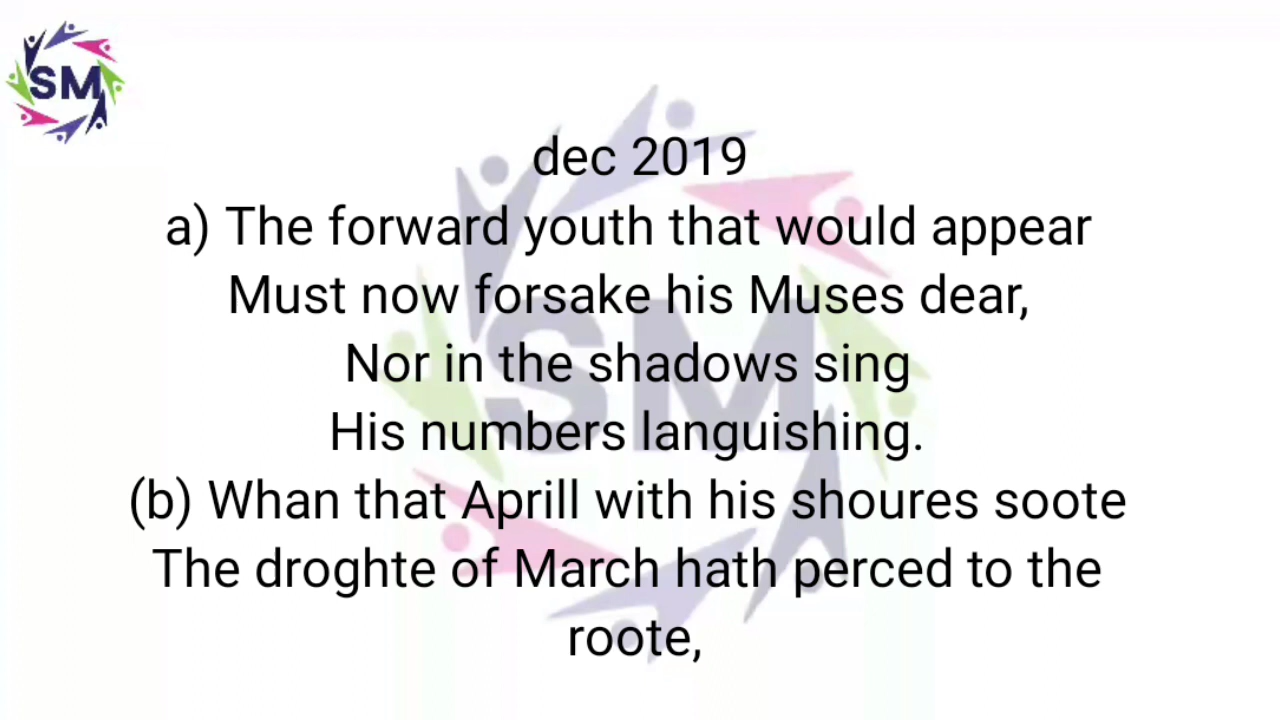 SM
dec 2019
a) The forward youth that would appear
Must now forsake his Muses dear,
Nor in the shadows sing
His numbers languishing.
(b) Whan that Aprill with his shoures soote
The droghte of March hath perced to the
roote,
SM